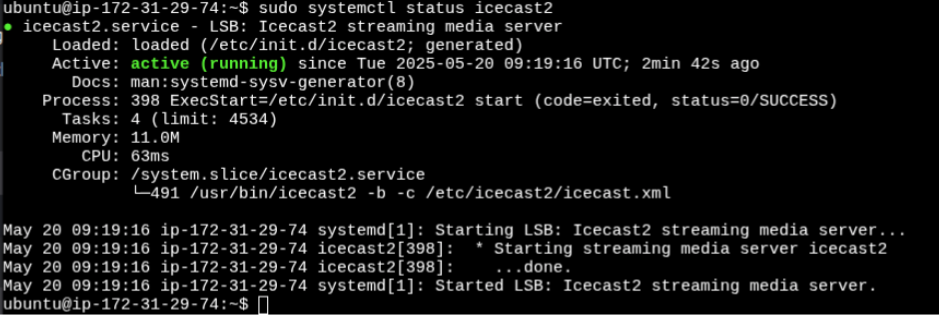 ubuntu@ip-172-31-29-74:~$ sudo systemctl status icecast2
● icecast2.service - LSB: Icecast2 streaming media server
     Loaded: loaded (/etc/init.d/icecast2; generated)
     Active: active (running) since Tue 2025-05-20 09:19:16 UTC; 2min 42s ago
       Docs: man:systemd-sysv-generator(8)
    Process: 398 ExecStart=/etc/init.d/icecast2 start (code=exited, status=0/SUCCESS)
      Tasks: 4 (limit: 4534)
     Memory: 11.0M
        CPU: 63ms
     CGroup: /system.slice/icecast2.service
             └─491 /usr/bin/icecast2 -b -c /etc/icecast2/icecast.xml

May 20 09:19:16 ip-172-31-29-74 systemd[1]: Starting LSB: Icecast2 streaming media server...
May 20 09:19:16 ip-172-31-29-74 icecast2[398]:  * Starting streaming media server icecast2
May 20 09:19:16 ip-172-31-29-74 icecast2[398]:    ...done.
May 20 09:19:16 ip-172-31-29-74 systemd[1]: Started LSB: Icecast2 streaming media server.
ubuntu@ip-172-31-29-74:~$